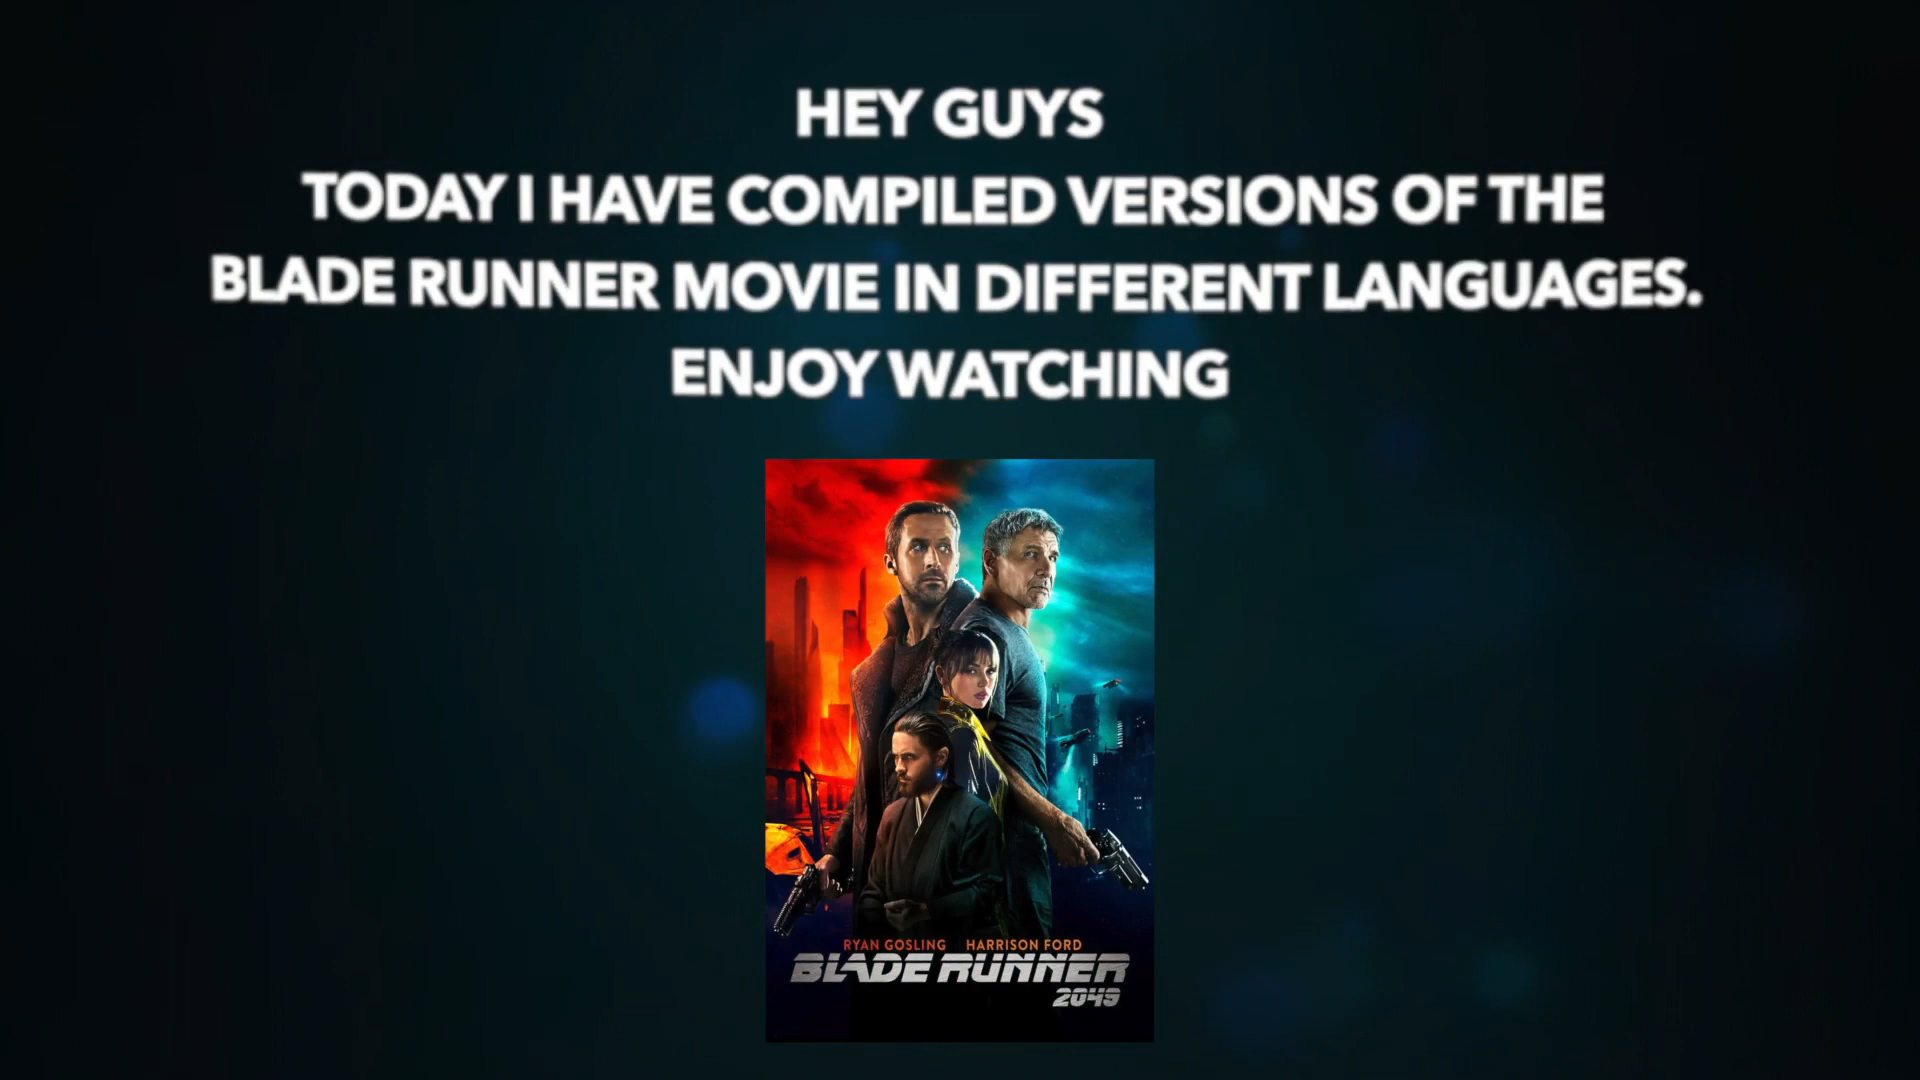 HEY GUYS
TODAY I HAVE COMPILED VERSIONS OF THE
BLADE RUNNER MOVIE IN DIFFERENT LANGUAGES.
ENJOY WATCHING
RYAN GOSLING HARRISON FORD
BLADE RUNNER
2049